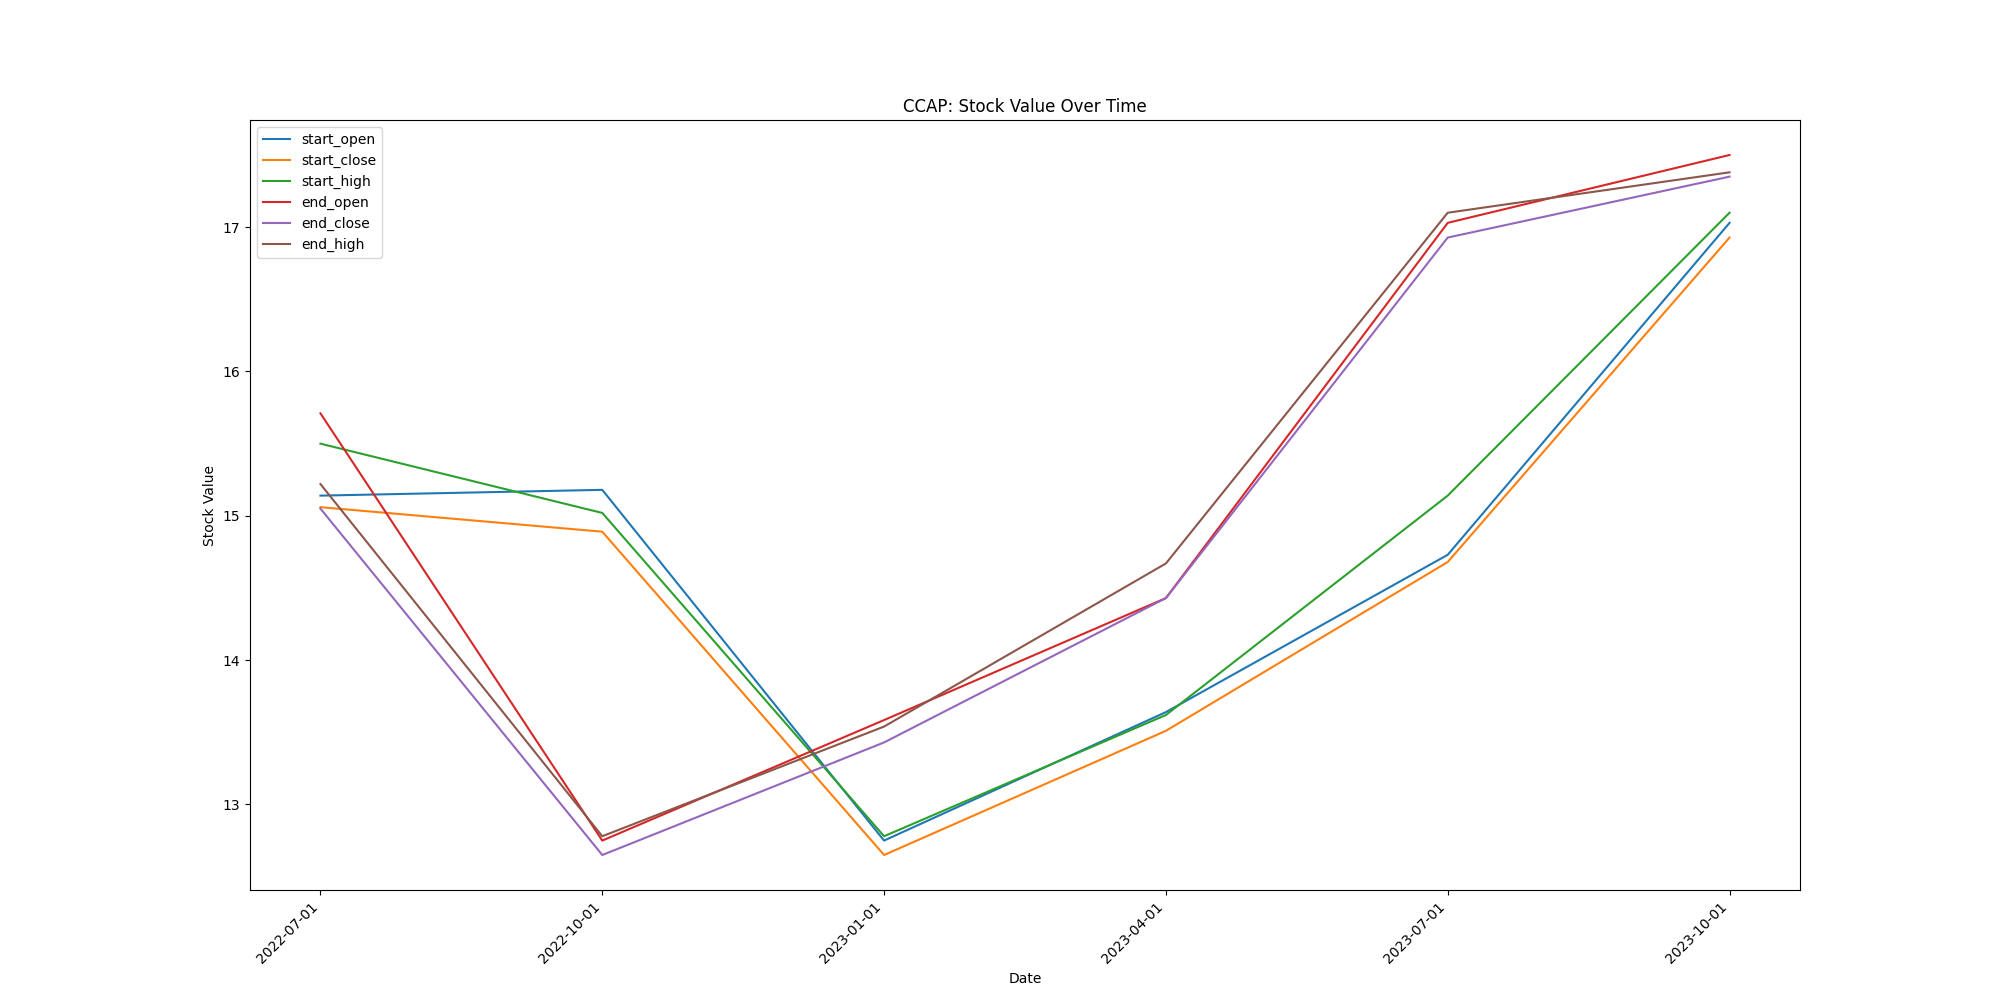 CCAP: Stock Value Over Time
start_open
start_close
start_high
end_open
end_close
end_high
Stock Value
17
16
15
14
13
2022-07-01
2022-10-01
2023-01-01
2023-04-01
2023-07-01
2023-10-01
Date